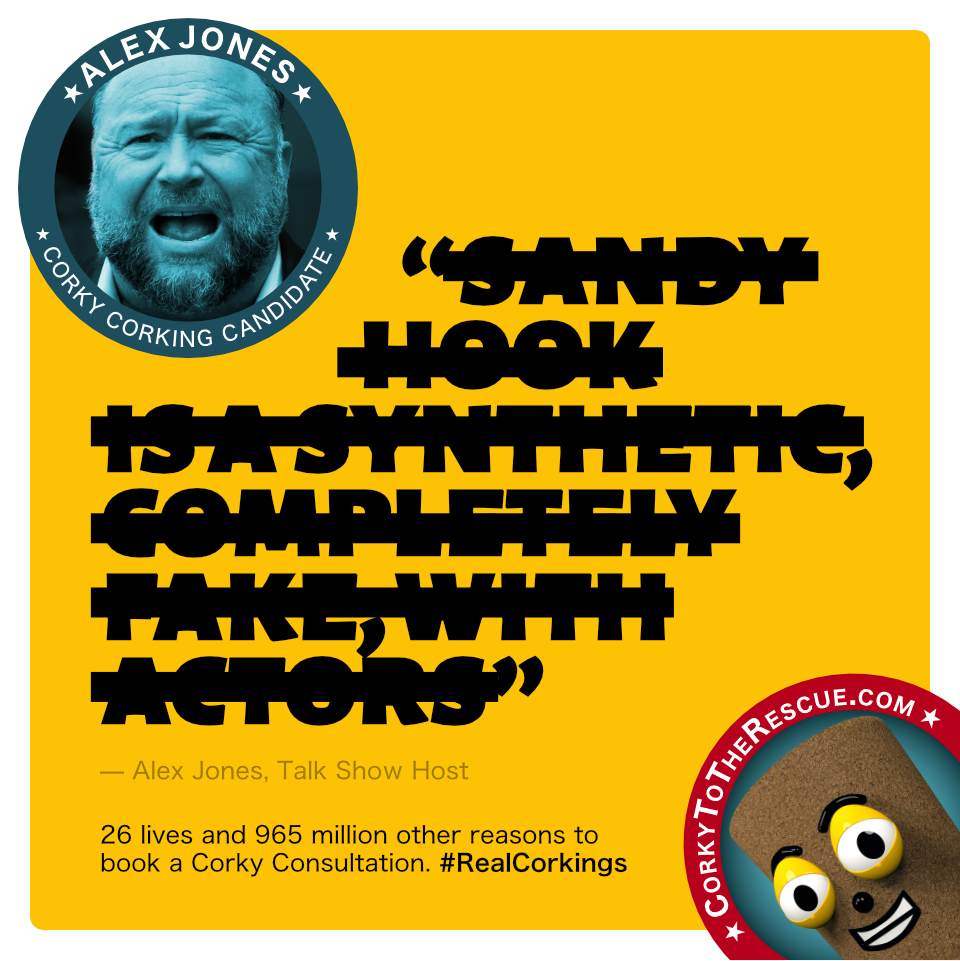 ★ALEX JONES★
★CORKY CORKING CANDIDATE★
“SANDY
HOOK
IS A SYNTHETIC,
COMPLETELY
FAKE, WITH
ACTORS”
— Alex Jones, Talk Show Host
26 lives and 965 million other reasons to
book a Corky Consultation. #RealCorkings
★CORKYTOTHERESCUE.COM★